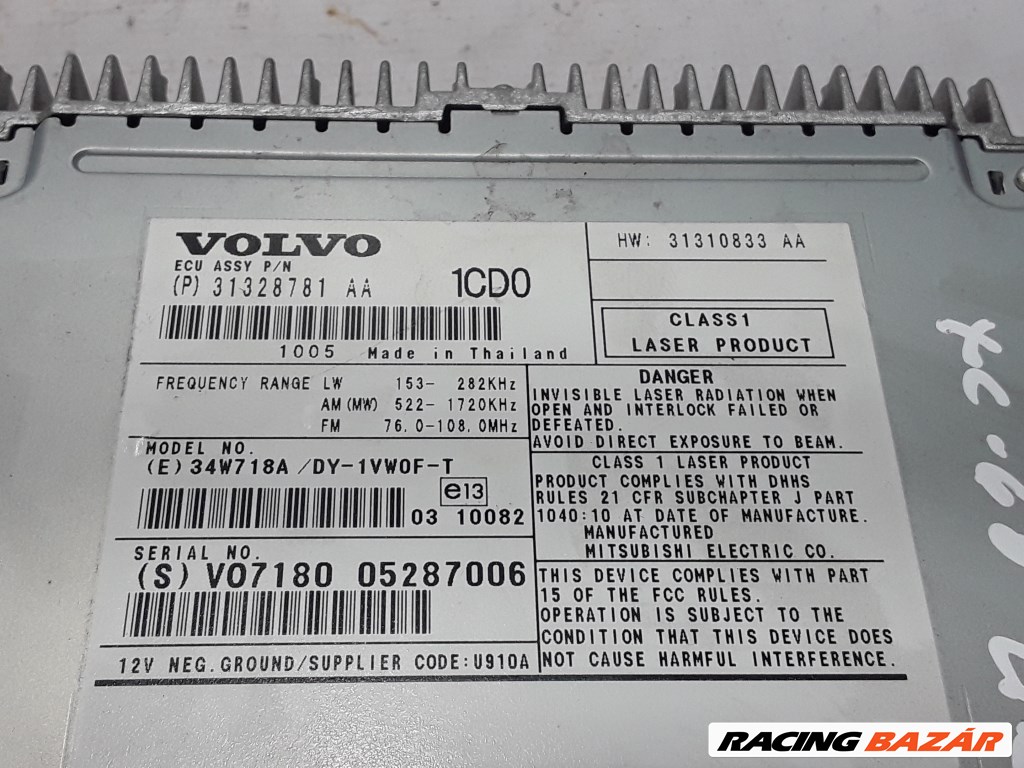 VOLVO
ECU ASSY P/N
(P) 31328781 AA 1CD0
1005 Made in Thailand
HW: 31310833 AA
CLASS1
LASER PRODUCT
FREQUENCY RANGE LW 153- 282KHz
AM (MW) 522- 1720KHz
FM 76.0-108.0MHz
DANGER
INVISIBLE LASER RADIATION WHEN
OPEN AND INTERLOCK FAILED OR
DEFEATED.
AVOID DIRECT EXPOSURE TO BEAM.
MODEL NO.
(E) 34W718A /DY-1VW0F-T
e13
03 10082
CLASS 1 LASER PRODUCT
PRODUCT COMPLIES WITH DHHS
RULES 21 CFR SUBCHAPTER J PART
1040:10 AT DATE OF MANUFACTURE.
MANUFACTURED
MITSUBISHI ELECTRIC CO.
SERIAL NO.
(S) VO7180 05287006
THIS DEVICE COMPLIES WITH PART
15 OF THE FCC RULES.
OPERATION IS SUBJECT TO THE
CONDITION THAT THIS DEVICE DOES
NOT CAUSE HARMFUL INTERFERENCE.
12V NEG.GROUND/SUPPLIER CODE:U910A
RACING BAZÁR